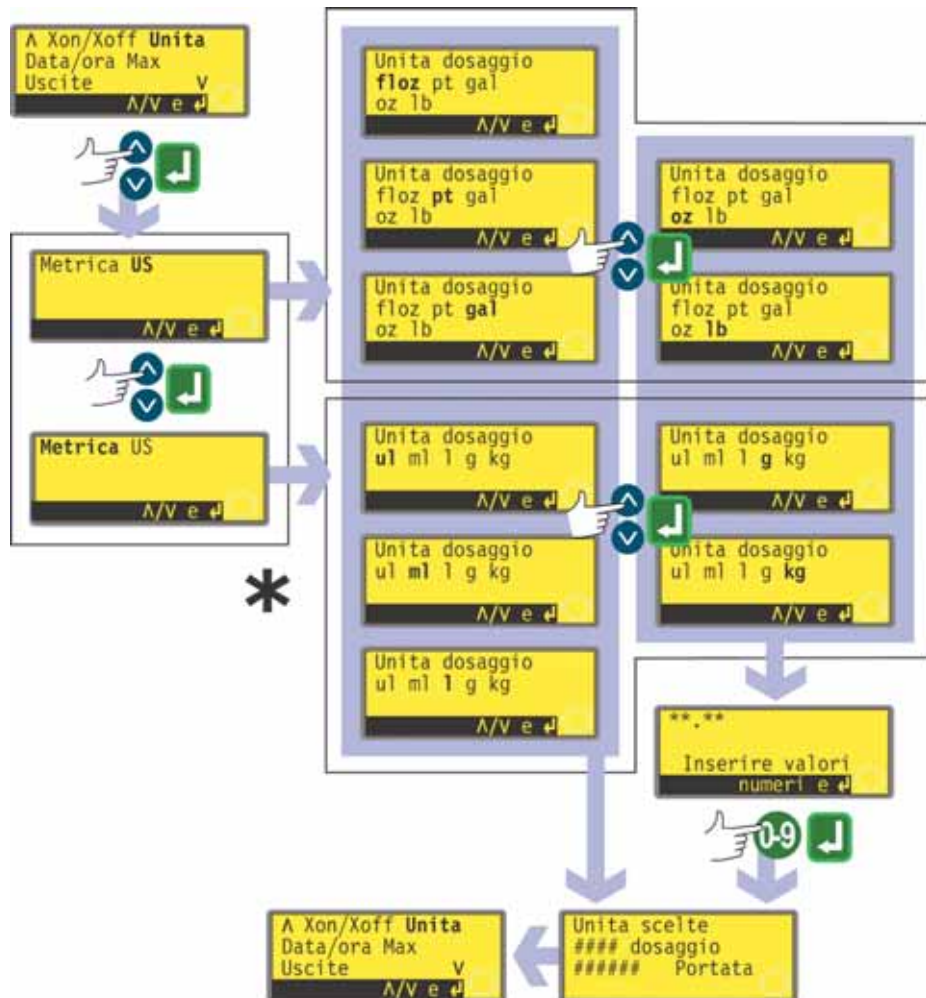 Λ Xon/Xoff Unita
Data/ora Max
Uscite V
Λ/V e ↲
Metrica US
Λ/V e ↲
Metrica US
Λ/V e ↲
*
Unita dosaggio
floz pt gal
oz lb
Λ/V e ↲
Unita dosaggio
floz pt gal
oz lb
Λ/V e ↲
Unita dosaggio
floz pt gal
oz lb
Λ/V e ↲
Unita dosaggio
floz pt gal
oz lb
Λ/V e ↲
Unita dosaggio
floz pt gal
oz lb
Λ/V e ↲
Unita dosaggio
ul ml l g kg
Λ/V e ↲
Unita dosaggio
ul ml l g kg
Λ/V e ↲
Unita dosaggio
ul ml l g kg
Λ/V e ↲
Unita dosaggio
ul ml l g kg
Λ/V e ↲
Unita dosaggio
ul ml l g kg
Λ/V e ↲
**.**
Inserire valori
numeri e ↲
0-9
Unita scelte
#### dosaggio
###### Portata
Λ Xon/Xoff Unita
Data/ora Max
Uscite V
Λ/V e ↲